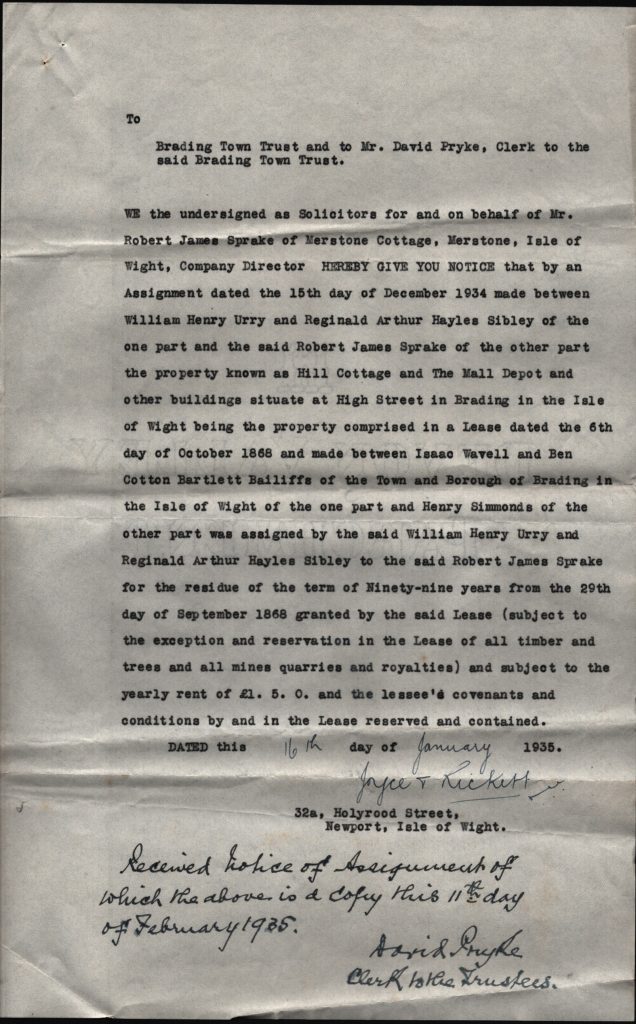 To
Brading Town Trust and to Mr. David Pryke, Clerk to the
said Brading Town Trust.
WE the undersigned as Solicitors for and on behalf of Mr.
Robert James Sprake of Merstone Cottage, Merstone, Isle of
Wight, Company Director HEREBY GIVE YOU NOTICE that by an
Assignment dated the 15th day of December 1934 made between
William Henry Urry and Reginald Arthur Hayles Sibley of the
one part and the said Robert James Sprake of the other part
the property known as Hill Cottage and The Mall Depot and
other buildings situate at High Street in Brading in the Isle
of Wight being the property comprised in a Lease dated the 6th
day of October 1868 and made between Isaac Wavell and Ben
Cotton Bartlett Bailiffs of the Town and Borough of Brading in
the Isle of Wight of the one part and Henry Simmonds of the
other part was assigned by the said William Henry Urry and
Reginald Arthur Hayles Sibley to the said Robert James Sprake
for the residue of the term of Ninety-nine years from the 29th
day of September 1868 granted by the said Lease (subject to
the exception and reservation in the Lease of all timber and
trees and all mines quarries and royalties) and subject to the
yearly rent of £1. 5. 0. and the lessee's covenants and
conditions by and in the Lease reserved and contained.
DATED this 16th day of January 1935.
Joyce & Rickett
32a, Holyrood Street,
Newport, Isle of Wight.
Received Notice of Assignment of
which the above is a Copy this 11th day
of February 1935.
David Pryke
Clerk to the Trustees.